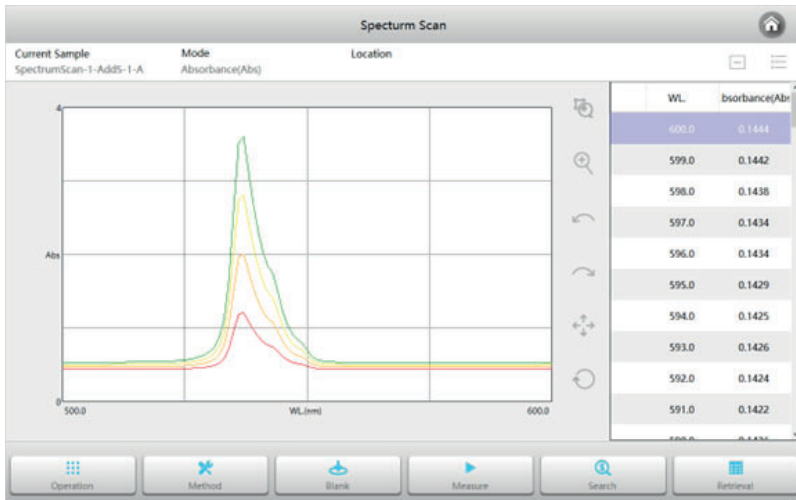 Specturm Scan
Current Sample
SpectrumScan-1-AddS-1-A
Mode
Absorbance(Abs)
Location
4
Abs
0
500.0
WL.(nm)
600.0
WL. bsorbance(Abs
600.0 0.1444
599.0 0.1442
598.0 0.1438
597.0 0.1434
596.0 0.1434
595.0 0.1429
594.0 0.1425
593.0 0.1426
592.0 0.1424
591.0 0.1422
Operation
Method
Blank
Measure
Search
Retrieval